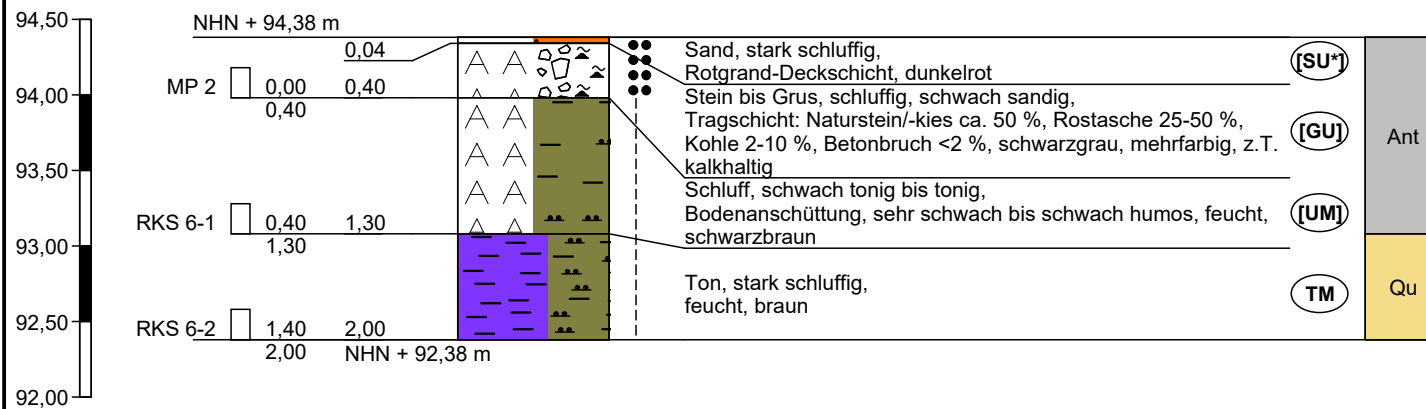 94,50
94,00
93,50
93,00
92,50
92,00
NHN + 94,38 m
0,04
MP 2 0,00 0,40
0,40
RKS 6-1 0,40 1,30
1,30
RKS 6-2 1,40 2,00
2,00 NHN + 92,38 m
Sand, stark schluffig,
Rotgrand-Deckschicht, dunkelrot
[SU*]
Stein bis Grus, schluffig, schwach sandig,
Tragschicht: Naturstein/-kies ca. 50 %, Rostasche 25-50 %,
Kohle 2-10 %, Betonbruch <2 %, schwarzgrau, mehrfarbig, z.T.
kalkhaltig
[GU]
Schluff, schwach tonig bis tonig,
Bodenanschüttung, sehr schwach bis schwach humos, feucht,
schwarzbraun
[UM]
Ton, stark schluffig,
feucht, braun
TM
Ant
Qu